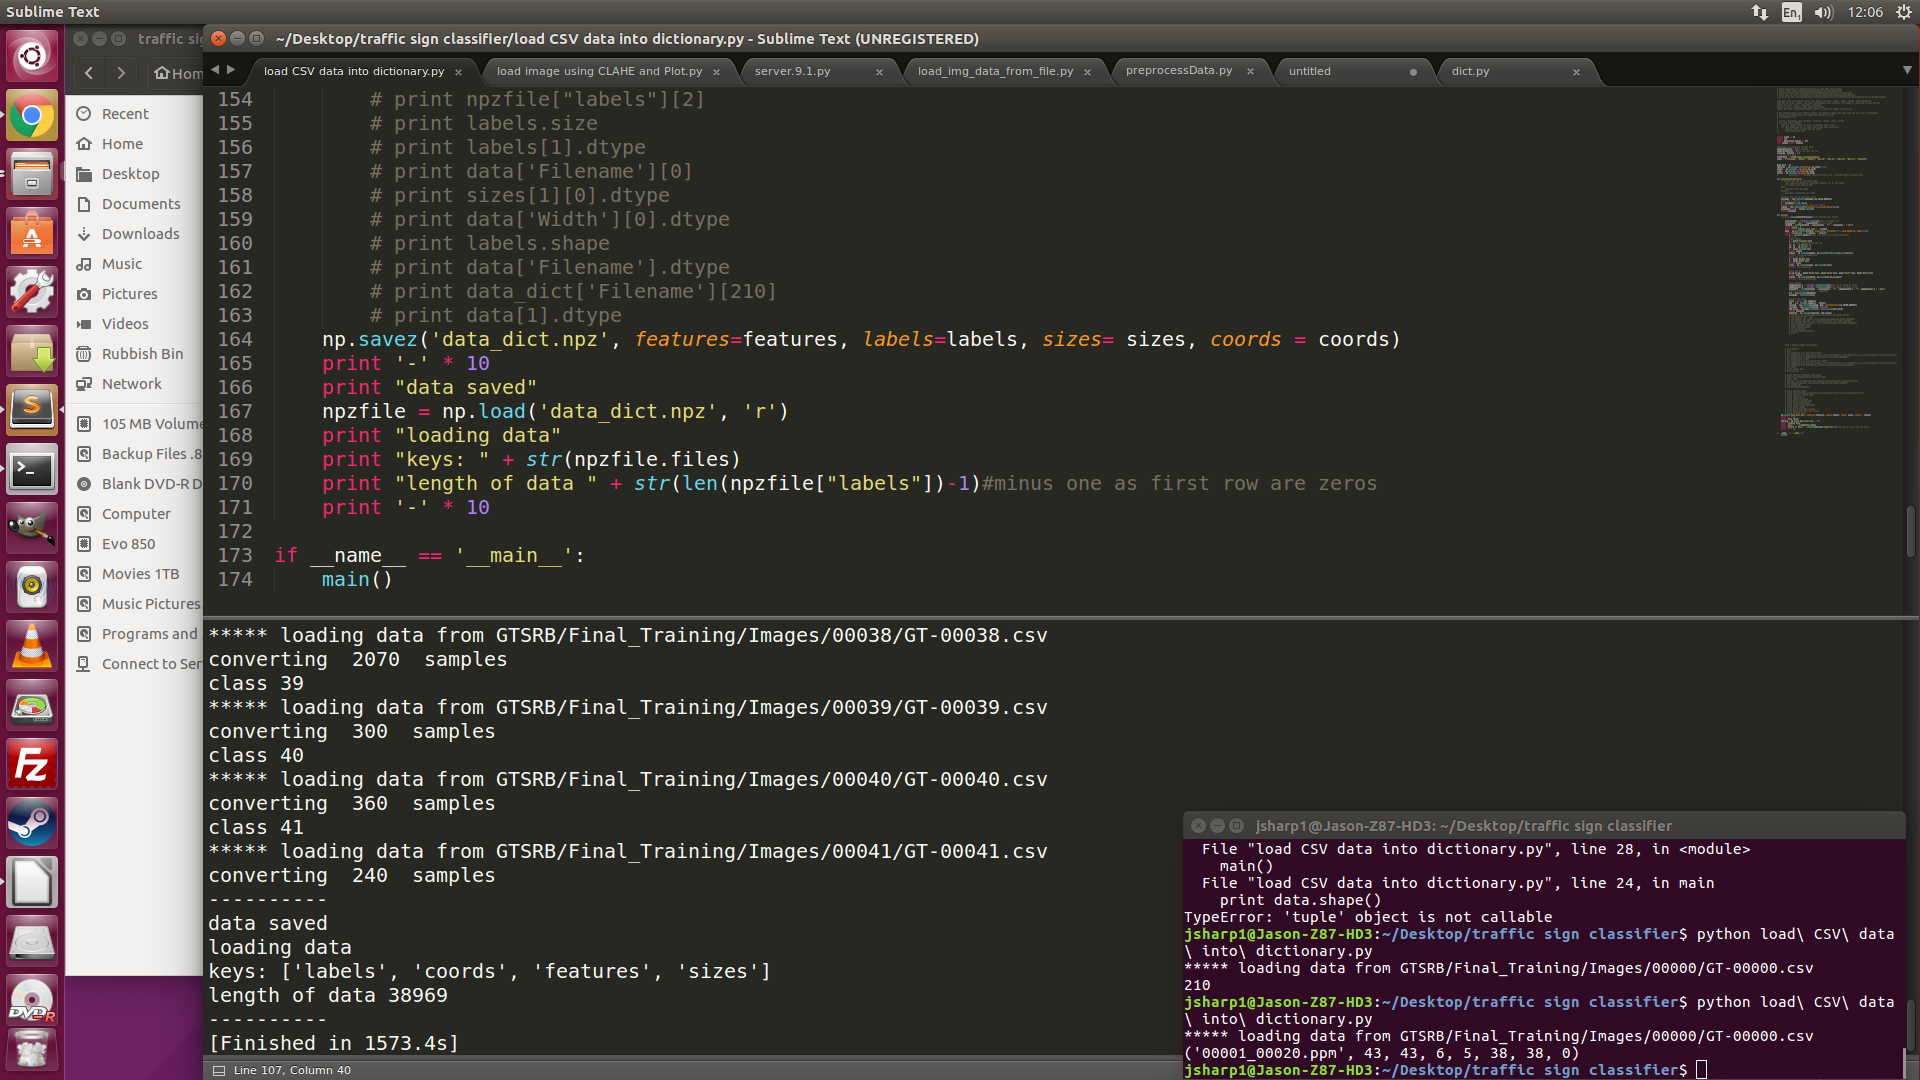 Sublime Text
En1 12:06
traffic sig
~/Desktop/traffic sign classifier/load CSV data into dictionary.py - Sublime Text (UNREGISTERED)
Hom
load CSV data into dictionary.py × load image using CLAHE and Plot.py × server.9.1.py × load_img_data_from_file.py × preprocessData.py × untitled dict.py ×
Recent
Home
Desktop
Documents
Downloads
Music
Pictures
Videos
Rubbish Bin
Network
105 MB Volume
Backup Files .8
Blank DVD-R D
Computer
Evo 850
Movies 1TB
Music Pictures
Programs and
Connect to Ser
154 # print npzfile["labels"][2]
155 # print labels.size
156 # print labels[1].dtype
157 # print data['Filename'][0]
158 # print sizes[1][0].dtype
159 # print data['Width'][0].dtype
160 # print labels.shape
161 # print data['Filename'].dtype
162 # print data_dict['Filename'][210]
163 # print data[1].dtype
164 np.savez('data_dict.npz', features=features, labels=labels, sizes= sizes, coords = coords)
165 print '-' * 10
166 print "data saved"
167 npzfile = np.load('data_dict.npz', 'r')
168 print "loading data"
169 print "keys: " + str(npzfile.files)
170 print "length of data " + str(len(npzfile["labels"])-1)#minus one as first row are zeros
171 print '-' * 10
172
173 if __name__ == '__main__':
174 main()
***** loading data from GTSRB/Final_Training/Images/00038/GT-00038.csv
converting  2070  samples
class 39
***** loading data from GTSRB/Final_Training/Images/00039/GT-00039.csv
converting  300  samples
class 40
***** loading data from GTSRB/Final_Training/Images/00040/GT-00040.csv
converting  360  samples
class 41
***** loading data from GTSRB/Final_Training/Images/00041/GT-00041.csv
converting  240  samples
----------
data saved
loading data
keys: ['labels', 'coords', 'features', 'sizes']
length of data 38969
----------
[Finished in 1573.4s]
Line 107, Column 40
jsharp1@Jason-Z87-HD3: ~/Desktop/traffic sign classifier
File "load CSV data into dictionary.py", line 28, in <module>
main()
File "load CSV data into dictionary.py", line 24, in main
print data.shape()
TypeError: 'tuple' object is not callable
jsharp1@Jason-Z87-HD3:~/Desktop/traffic sign classifier$ python load\ CSV\ data
\ into\ dictionary.py
***** loading data from GTSRB/Final_Training/Images/00000/GT-00000.csv
210
jsharp1@Jason-Z87-HD3:~/Desktop/traffic sign classifier$ python load\ CSV\ data
\ into\ dictionary.py
***** loading data from GTSRB/Final_Training/Images/00000/GT-00000.csv
('00001_00020.ppm', 43, 43, 6, 5, 38, 38, 0)
jsharp1@Jason-Z87-HD3:~/Desktop/traffic sign classifier$